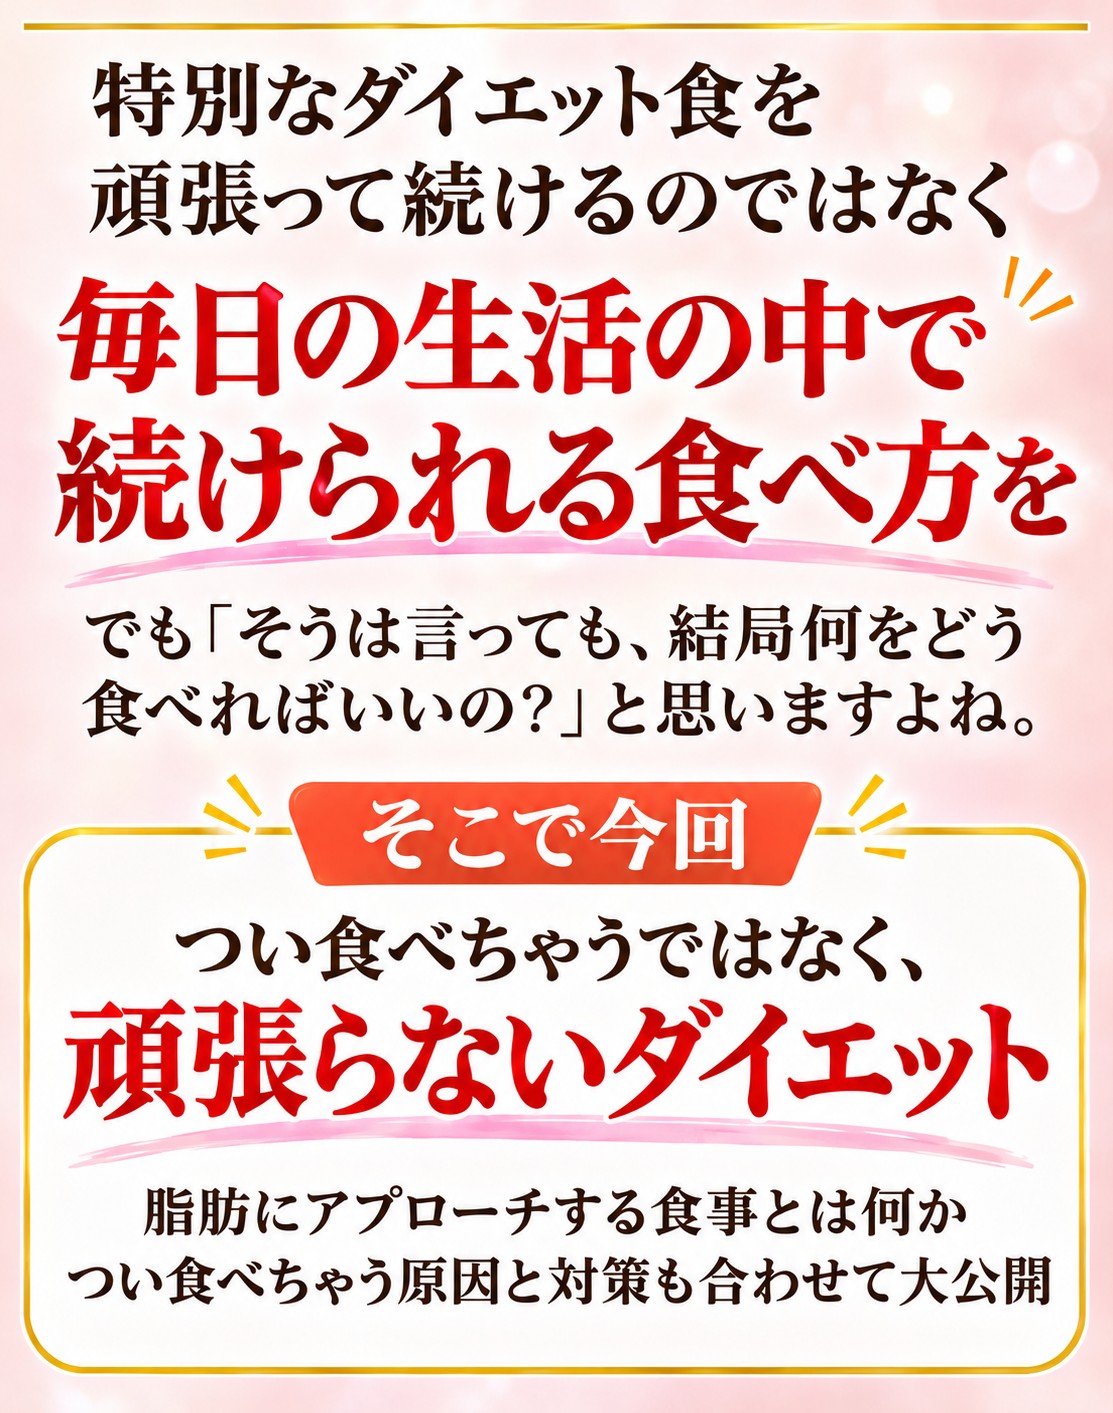 特別なダイエット食を
頑張って続けるのではなく
毎日の生活の中で
続けられる食べ方を
でも「そうは言っても、結局何をどう
食べればいいの？」と思いますよね。
そこで今回
つい食べちゃうではなく、
頑張らないダイエット
脂肪にアプローチする食事とは何か
つい食べちゃう原因と対策も合わせて大公開